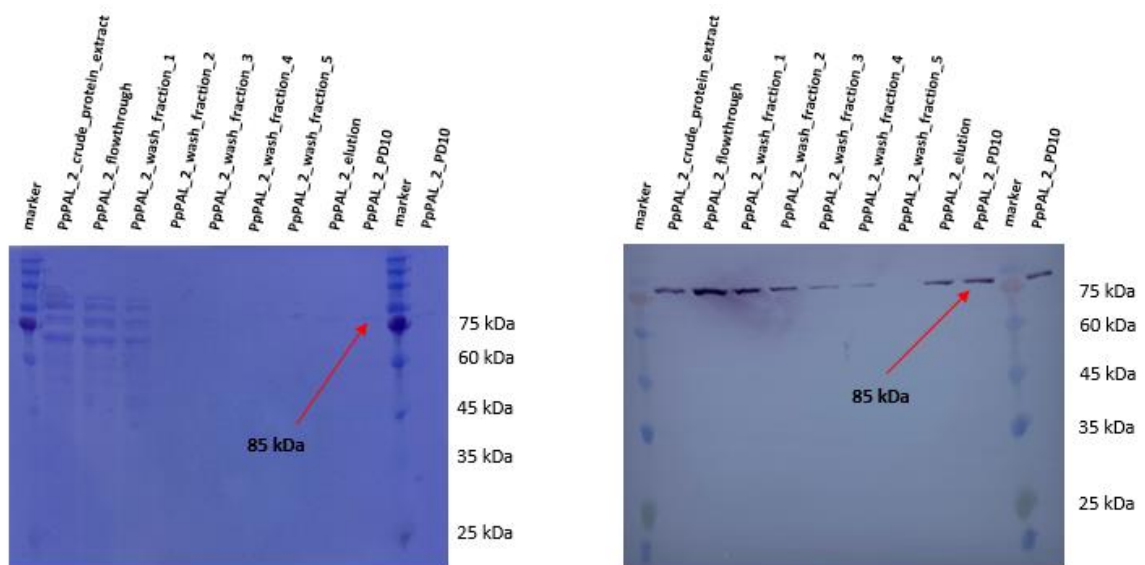 marker
PpPAL_2_crude_protein_extract
PpPAL_2_flowthrough
PpPAL_2_wash_fraction_1
PpPAL_2_wash_fraction_2
PpPAL_2_wash_fraction_3
PpPAL_2_wash_fraction_4
PpPAL_2_wash_fraction_5
PpPAL_2_elution
PpPAL_2_PD10
marker
PpPAL_2_PD10
75 kDa
60 kDa
45 kDa
35 kDa
25 kDa
85 kDa
marker
PpPAL_2_crude_protein_extract
PpPAL_2_flowthrough
PpPAL_2_wash_fraction_1
PpPAL_2_wash_fraction_2
PpPAL_2_wash_fraction_3
PpPAL_2_wash_fraction_4
PpPAL_2_wash_fraction_5
PpPAL_2_elution
PpPAL_2_PD10
marker
PpPAL_2_PD10
75 kDa
60 kDa
45 kDa
35 kDa
25 kDa
85 kDa